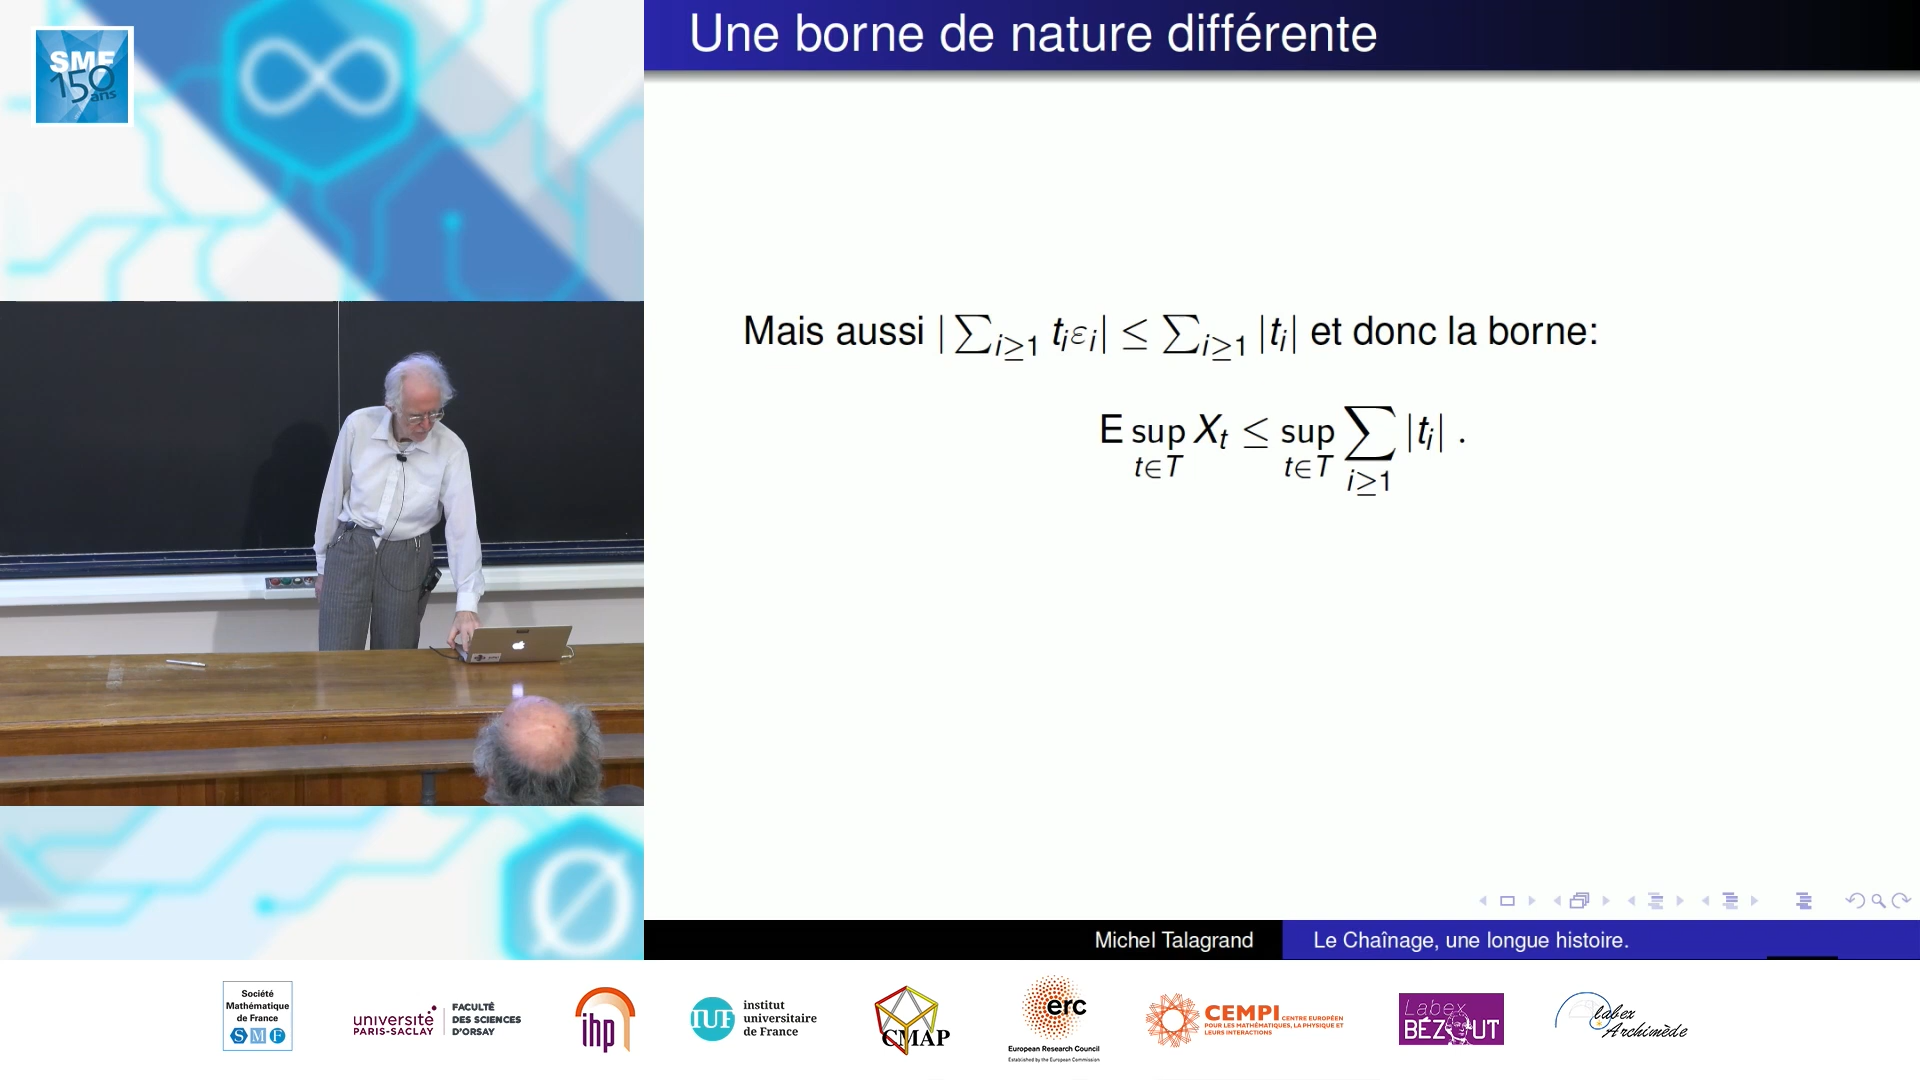 SMF
150
ans
Une borne de nature différente
Mais aussi |∑_{i≥1} t_i ε_i| ≤ ∑_{i≥1} |t_i| et donc la borne:
E sup_{t∈T} X_t ≤ sup_{t∈T} ∑_{i≥1} |t_i| .
Michel Talagrand
Le Chaînage, une longue histoire.
Société
Mathématique
de France
SMF
université
PARIS-SACLAY
FACULTÉ
DES SCIENCES
D'ORSAY
ihp
IUF
institut
universitaire
de France
CMAP
erc
European Research Council
Established by the European Commission
CEMPI CENTRE EUROPÉEN
POUR LES MATHÉMATIQUES, LA PHYSIQUE ET
LEURS INTERACTIONS
Labex
BÉZOUT
labex
Archimède